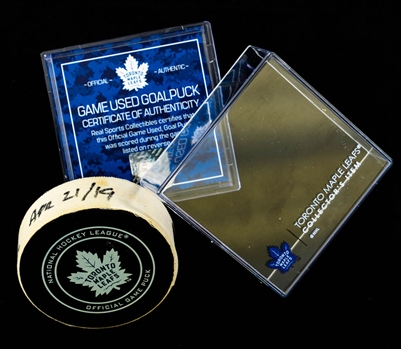 TORONTO
MAPLE
LEAFS
- OFFICIAL -
- AUTHENTIC -
GAME USED GOAL PUCK
CERTIFICATE OF AUTHENTICITY
Real Sports Collectibles certifies that
this Official Game Used, Goal
was scored during the
listed on reverse
TORONTO MAPLE LEAFS®
COLLECTOR'S ITEM
APR 21/19
NATIONAL HOCKEY LEAGUE®
TORONTO
MAPLE
LEAFS
OFFICIAL GAME PUCK